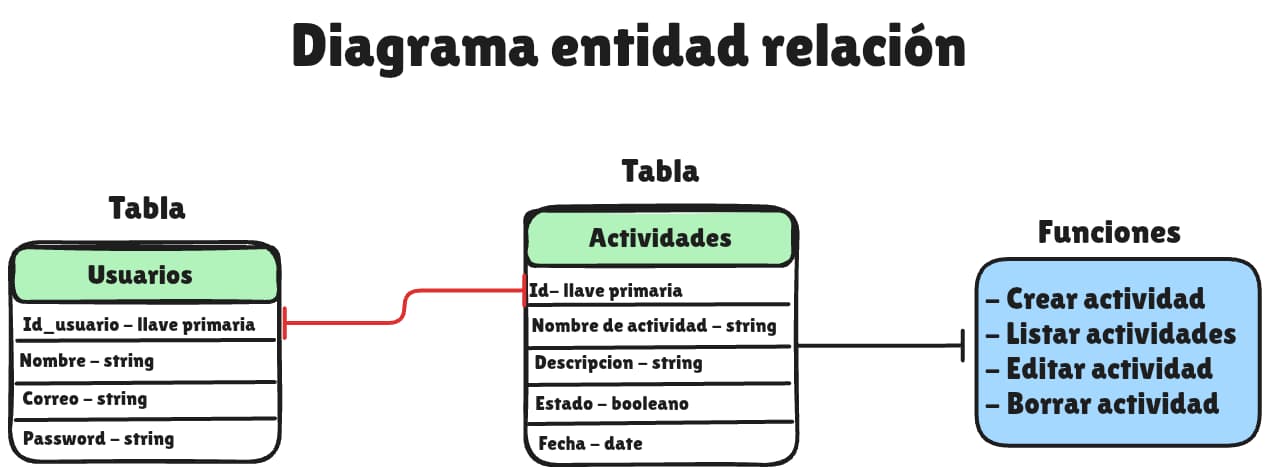 Diagrama entidad relación
Tabla
Usuarios
Id_usuario - llave primaria
Nombre - string
Correo - string
Password - string
Tabla
Actividades
Id- llave primaria
Nombre de actividad - string
Descripcion - string
Estado - booleano
Fecha - date
Funciones
- Crear actividad
- Listar actividades
- Editar actividad
- Borrar actividad